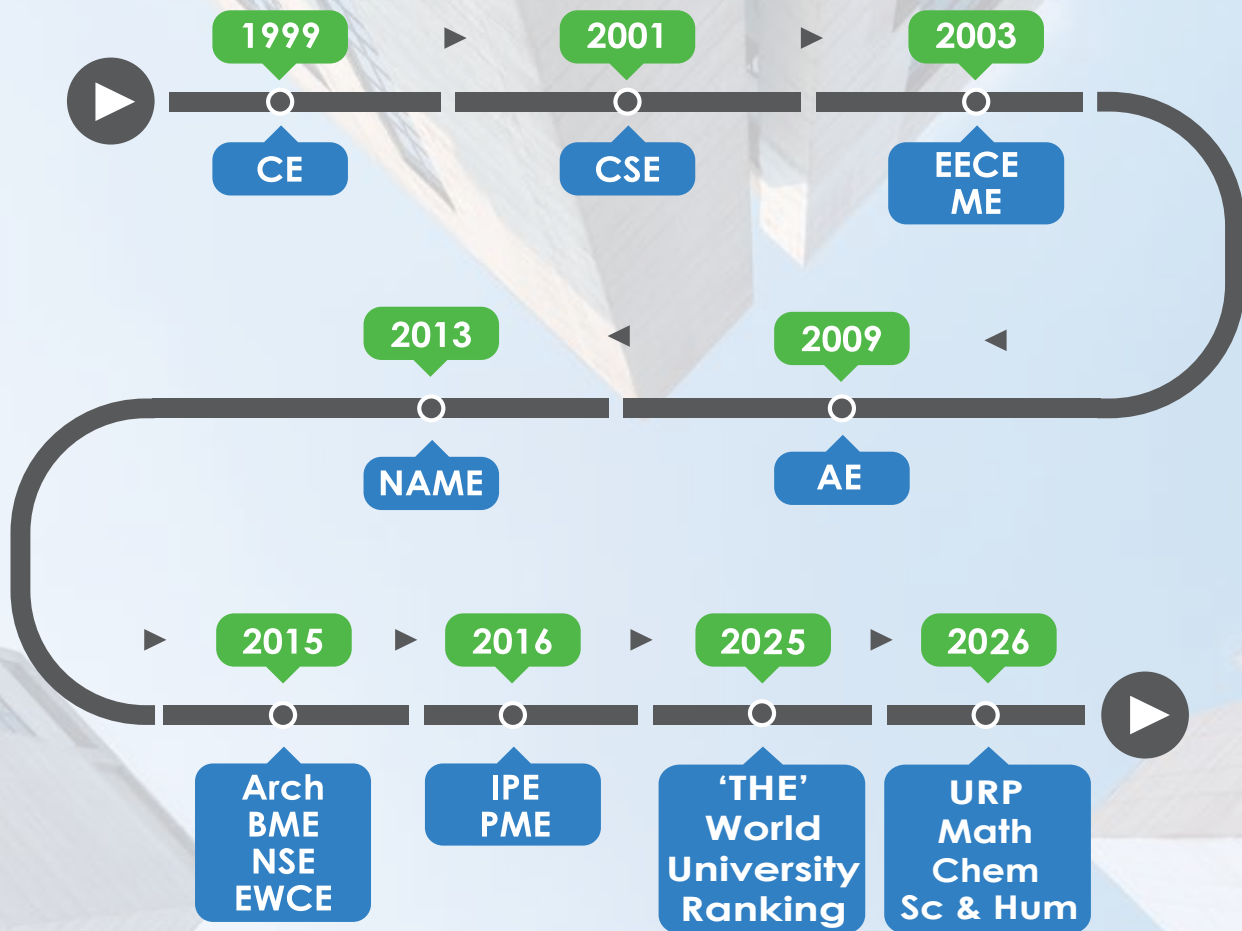 1999
2001
2003
CE
CSE
EECE
ME
2009
2013
AE
NAME
2015
2016
2025
2026
Arch
BME
NSE
EWCE
IPE
PME
‘THE’
World
University
Ranking
URP
Math
Chem
Sc & Hum